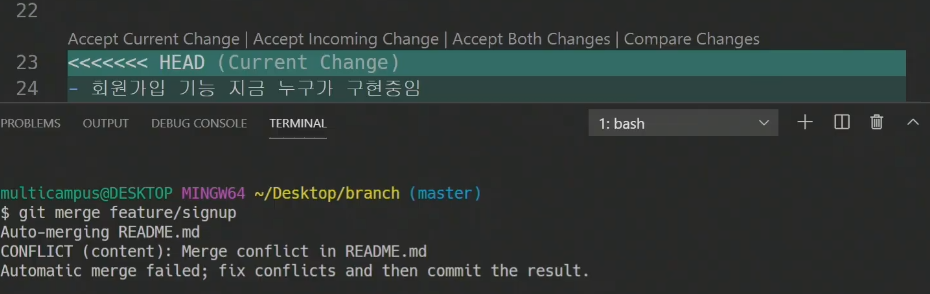 22
Accept Current Change | Accept Incoming Change | Accept Both Changes | Compare Changes
23 <<<<<<< HEAD (Current Change)
24 - 회원가입 기능 지금 누구가 구현중임
PROBLEMS OUTPUT DEBUG CONSOLE TERMINAL 1: bash
multicampus@DESKTOP MINGW64 ~/Desktop/branch (master)
$ git merge feature/signup
Auto-merging README.md
CONFLICT (content): Merge conflict in README.md
Automatic merge failed; fix conflicts and then commit the result.